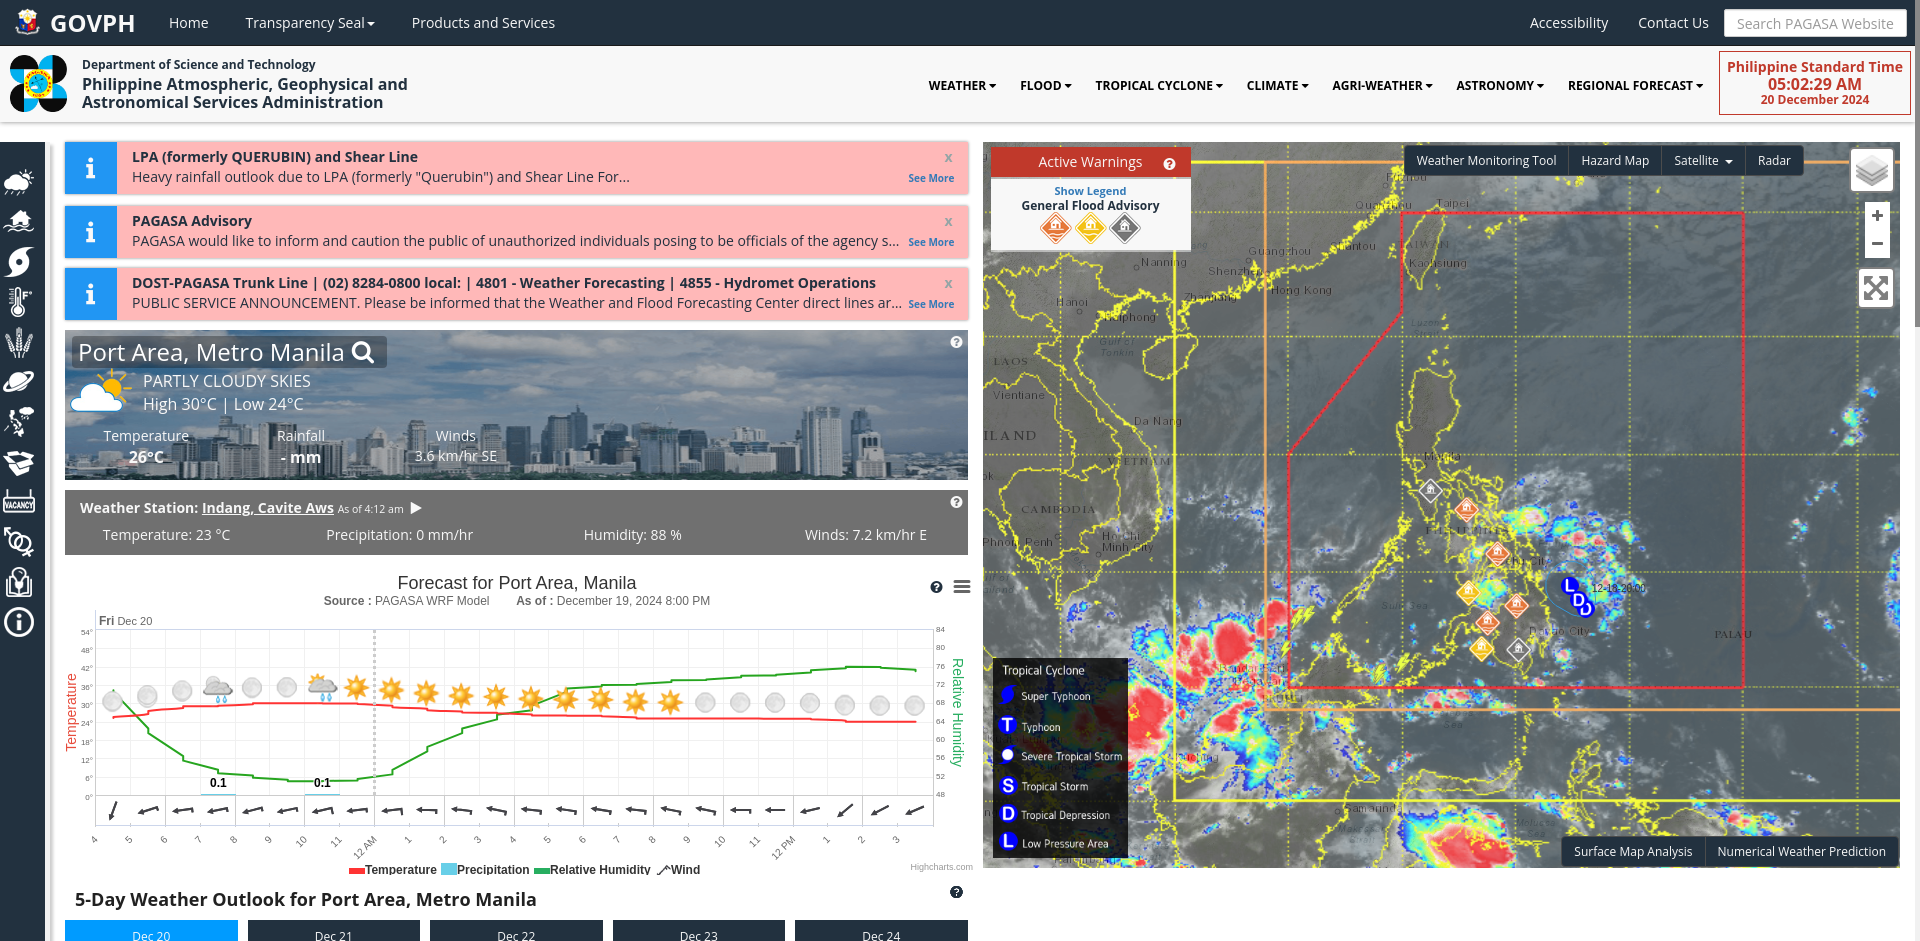 GOVPH
Home
Transparency Seal
Products and Services
Accessibility
Contact Us
Search PAGASA Website
Department of Science and Technology
Philippine Atmospheric, Geophysical and
Astronomical Services Administration
WEATHER
FLOOD
TROPICAL CYCLONE
CLIMATE
AGRI-WEATHER
ASTRONOMY
REGIONAL FORECAST
Philippine Standard Time
05:02:29 AM
20 December 2024
VACANCY
LPA (formerly QUERUBIN) and Shear Line
x
Heavy rainfall outlook due to LPA (formerly "Querubin") and Shear Line For...
See More
PAGASA Advisory
x
PAGASA would like to inform and caution the public of unauthorized individuals posing to be officials of the agency s...
See More
DOST-PAGASA Trunk Line | (02) 8284-0800 local: | 4801 - Weather Forecasting | 4855 - Hydromet Operations
x
PUBLIC SERVICE ANNOUNCEMENT. Please be informed that the Weather and Flood Forecasting Center direct lines ar...
See More
Port Area, Metro Manila
PARTLY CLOUDY SKIES
High 30°C | Low 24°C
Temperature
Rainfall
Winds
26°C
- mm
3.6 km/hr SE
Weather Station: Indang, Cavite Aws As of 4:12 am
Temperature: 23 °C
Precipitation: 0 mm/hr
Humidity: 88 %
Winds: 7.2 km/hr E
Forecast for Port Area, Manila
Source : PAGASA WRF Model As of : December 19, 2024 8:00 PM
Fri Dec 20
54°
48°
42°
36°
30°
24°
18°
12°
6°
0°
Temperature
84
80
76
72
68
64
60
56
52
48
Relative Humidity
0.1
0.1
4 5 6 7 8 9 10 11 12 AM 1 2 3 4 5 6 7 8 9 10 11 12 PM 1 2 3
Temperature Precipitation Relative Humidity Wind
Highcharts.com
5-Day Weather Outlook for Port Area, Metro Manila
Dec 20
Dec 21
Dec 22
Dec 23
Dec 24
Active Warnings
Show Legend
General Flood Advisory
Weather Monitoring Tool
Hazard Map
Satellite
Radar
+
−
Taipei
Guangzhou
Shantou
TAIWAN
Kaohsiung
Nanning
Shenzhen
Hong Kong
Zhanjiang
Hanoi
Haiphong
Gulf of
Tonkin
Luzon
LAOS
Vientiane
Da Nang
ILAND
VIETNAM
Manila
CAMBODIA
Phnom Penh
Ho Chi
Minh City
12-18-20:00
L
D
D
Sulu Sea
Davao City
PALAU
Samarinda
Tropical Cyclone
Super Typhoon
T Typhoon
Severe Tropical Storm
S Tropical Storm
D Tropical Depression
L Low Pressure Area
Surface Map Analysis
Numerical Weather Prediction